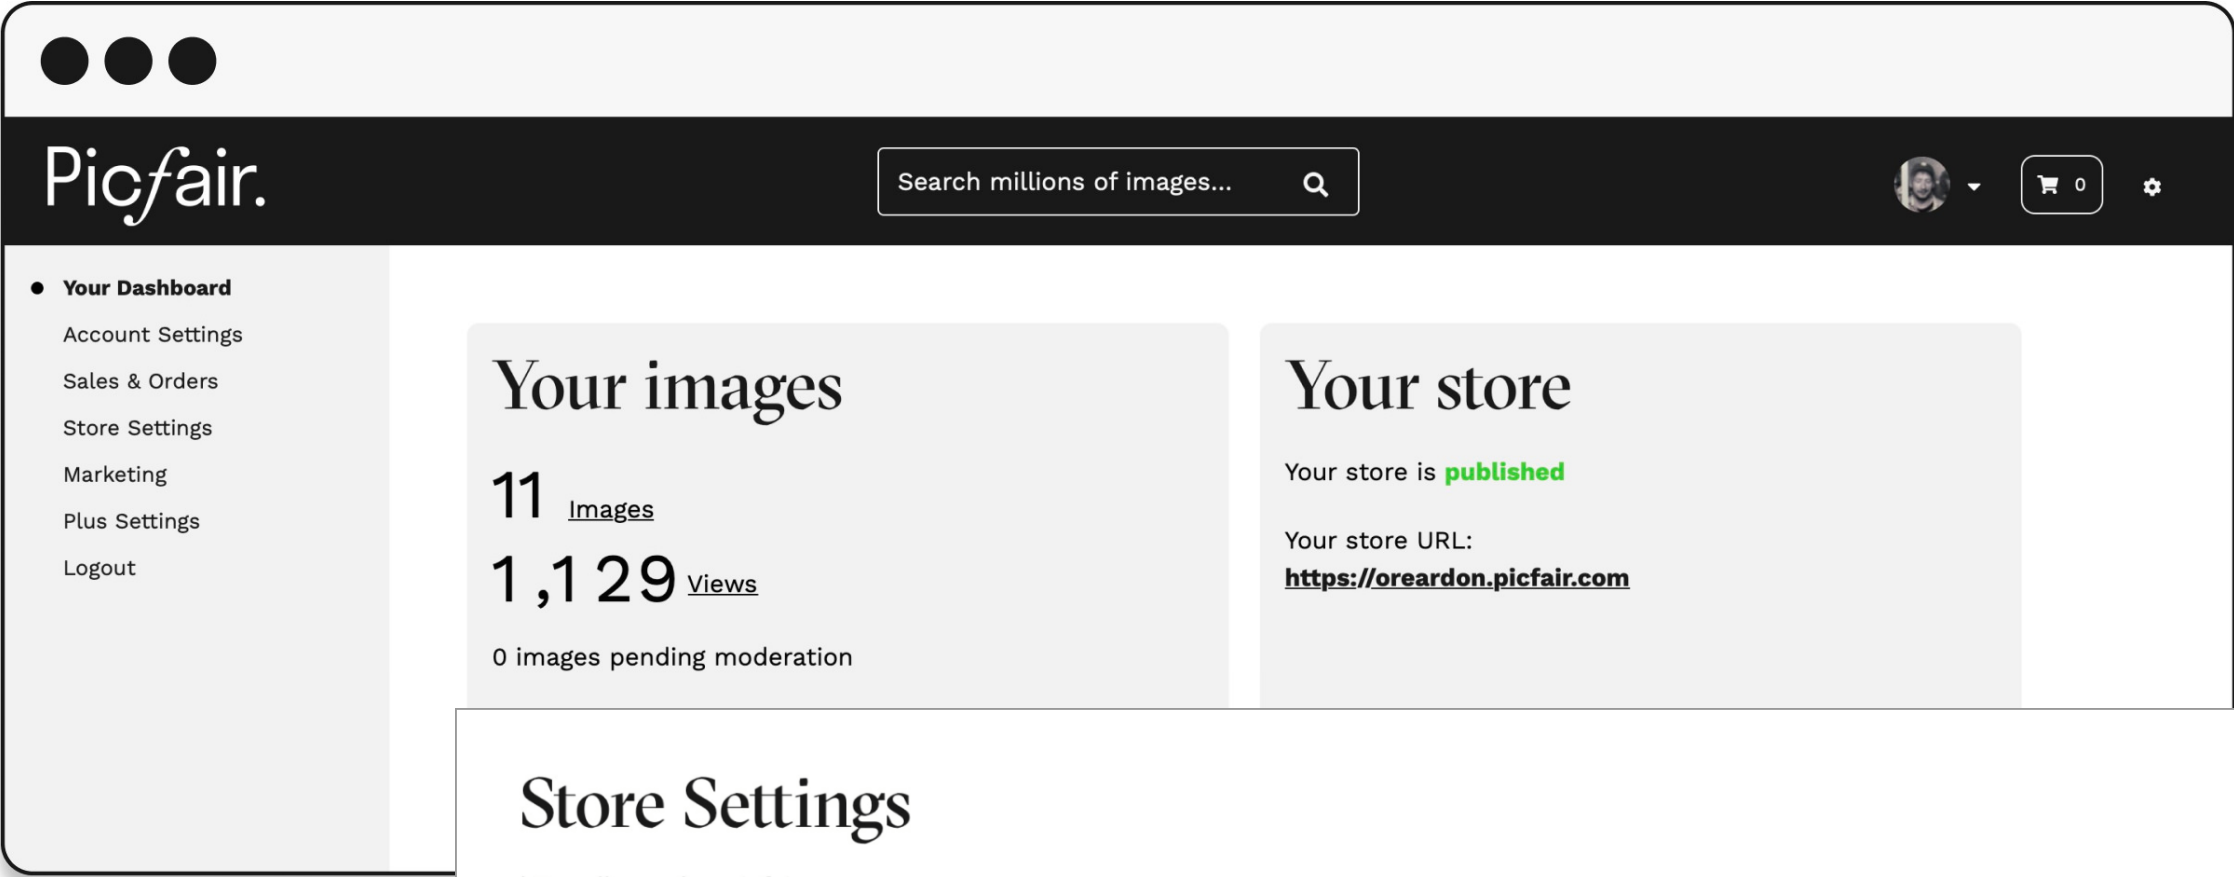 Picfair.
Search millions of images...
0
Your Dashboard
Account Settings
Sales & Orders
Store Settings
Marketing
Plus Settings
Logout
Your images
11 Images
1,129 Views
0 images pending moderation
Your store
Your store is published
Your store URL:
https://oreardon.picfair.com
Store Settings